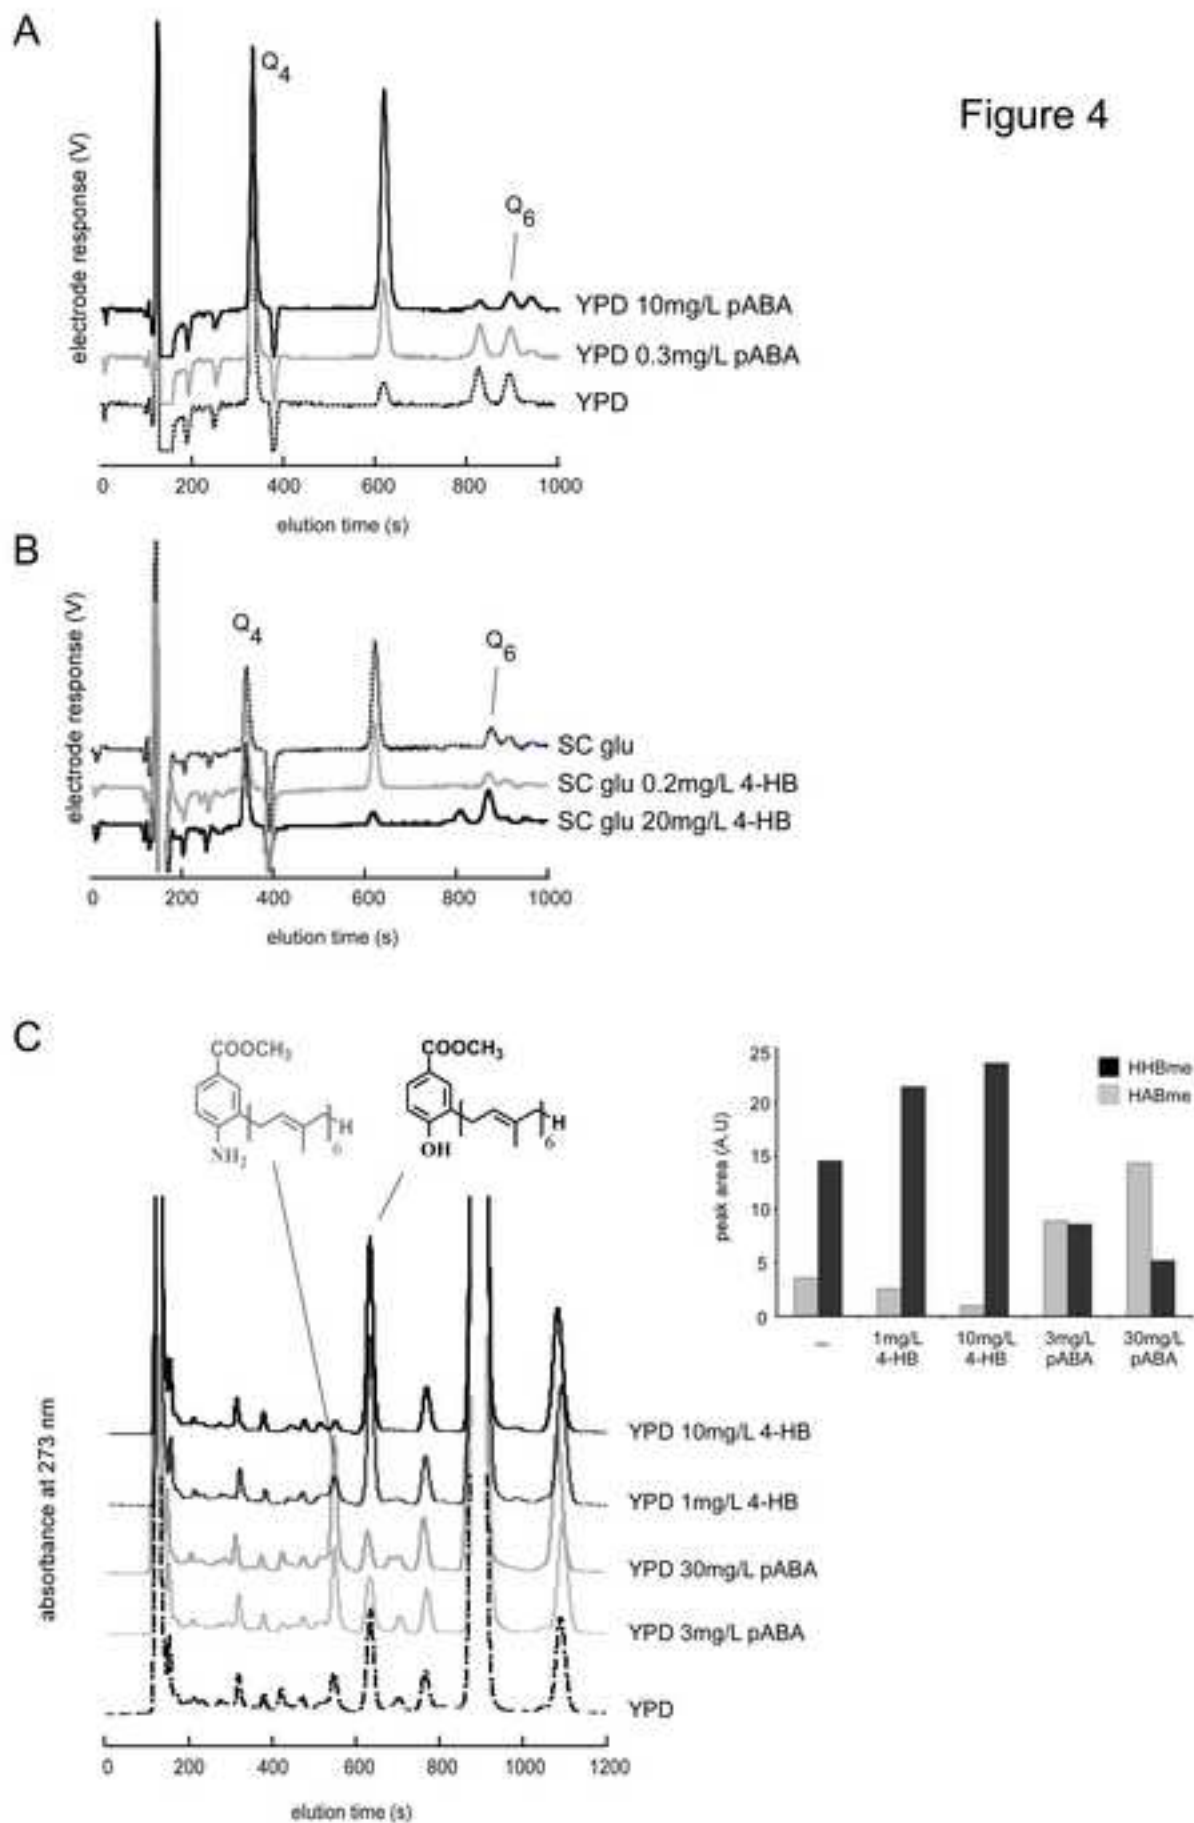 A
Figure 4
Q4
Q6
electrode response (V)
YPD 10mg/L pABA
YPD 0.3mg/L pABA
YPD
0 200 400 600 800 1000
elution time (s)
B
Q4
Q6
electrode response (V)
SC glu
SC glu 0.2mg/L 4-HB
SC glu 20mg/L 4-HB
0 200 400 600 800 1000
elution time (s)
C
COOCH3
NH2
H
6
COOCH3
OH
H
6
absorbance at 273 nm
YPD 10mg/L 4-HB
YPD 1mg/L 4-HB
YPD 30mg/L pABA
YPD 3mg/L pABA
YPD
0 200 400 600 800 1000 1200
elution time (s)
peak area (A.U)
25
20
15
10
5
0
HHBme
HABme
–
1mg/L 4-HB
10mg/L 4-HB
3mg/L pABA
30mg/L pABA